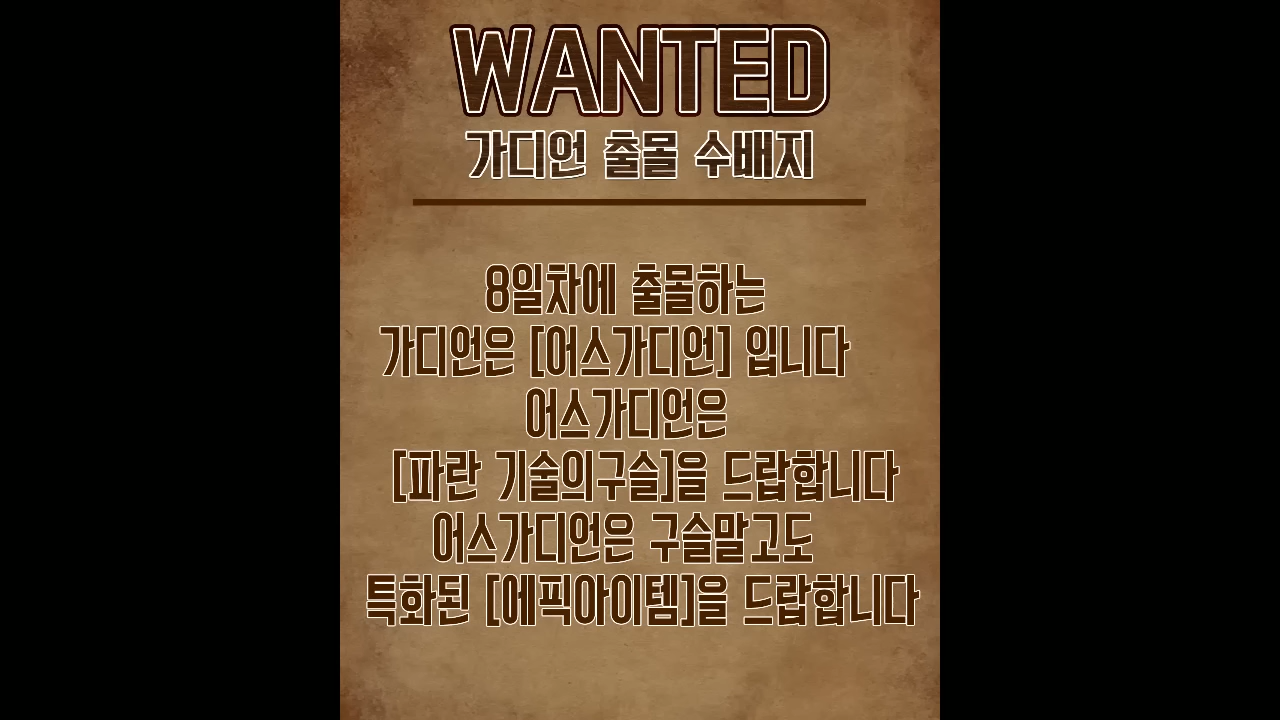 WANTED
가디언 출몰 수배지
8일차에 출몰하는
가디언은 [어스가디언] 입니다
어스가디언은
[파란 기술의구슬]을 드랍합니다
어스가디언은 구슬말고도
특화된 [에픽아이템]을 드랍합니다